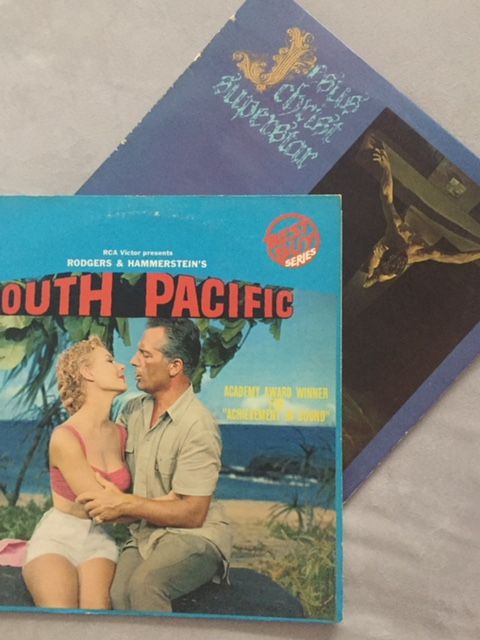 Jesus
christ
superstar
RCA Victor presents
RODGERS & HAMMERSTEIN'S
OUTH PACIFIC
BEST
BUY
SERIES
ACADEMY AWARD WINNER
FOR
"ACHIEVEMENT IN SOUND"